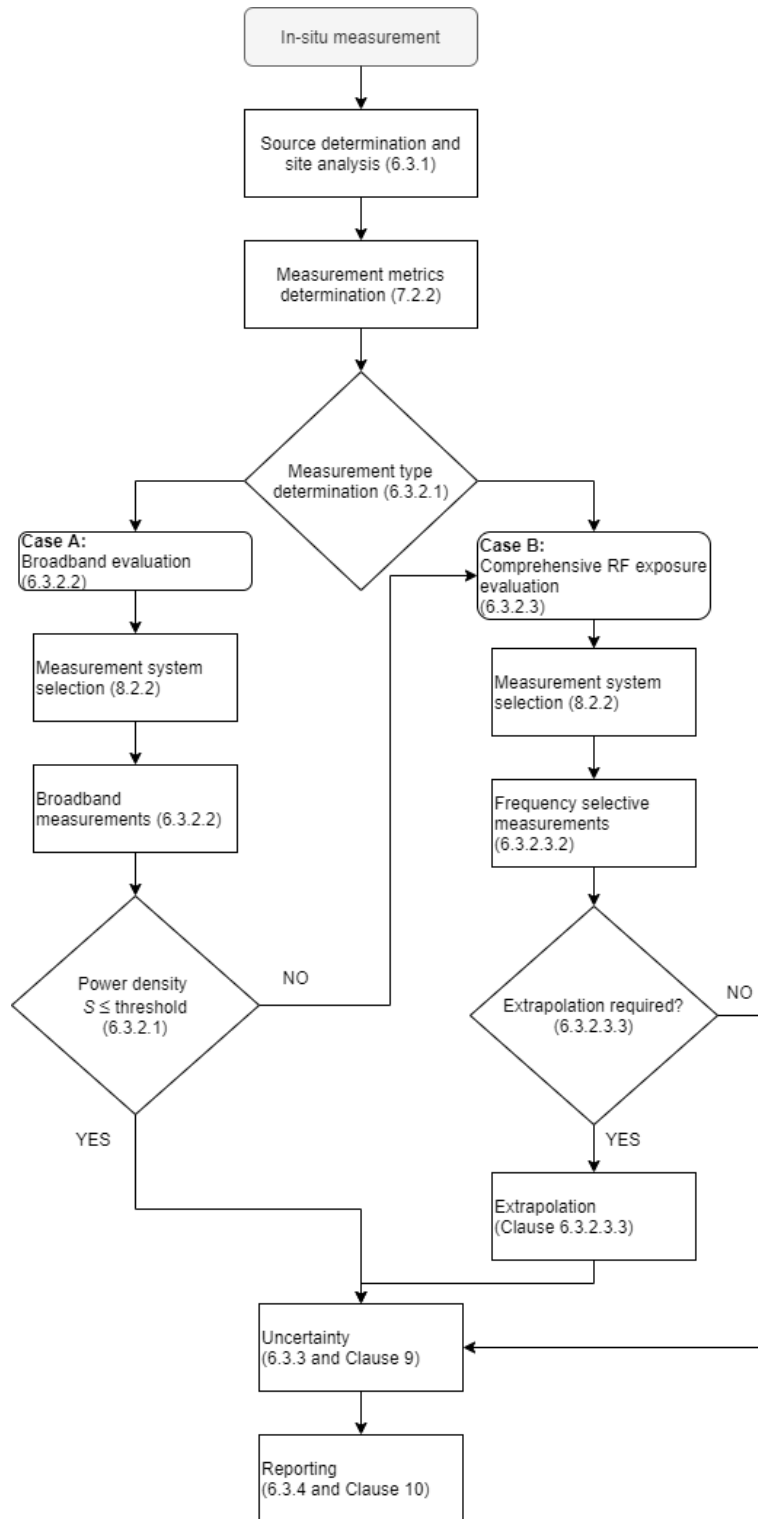 In-situ measurement
Source determination and
site analysis (6.3.1)
Measurement metrics
determination (7.2.2)
Measurement type
determination (6.3.2.1)
Case A:
Broadband evaluation
(6.3.2.2)
Case B:
Comprehensive RF exposure
evaluation
(6.3.2.3)
Measurement system
selection (8.2.2)
Measurement system
selection (8.2.2)
Broadband
measurements (6.3.2.2)
Frequency selective
measurements
(6.3.2.3.2)
Power density
S ≤ threshold
(6.3.2.1)
NO
Extrapolation required?
(6.3.2.3.3)
NO
YES
YES
Extrapolation
(Clause 6.3.2.3.3)
Uncertainty
(6.3.3 and Clause 9)
Reporting
(6.3.4 and Clause 10)